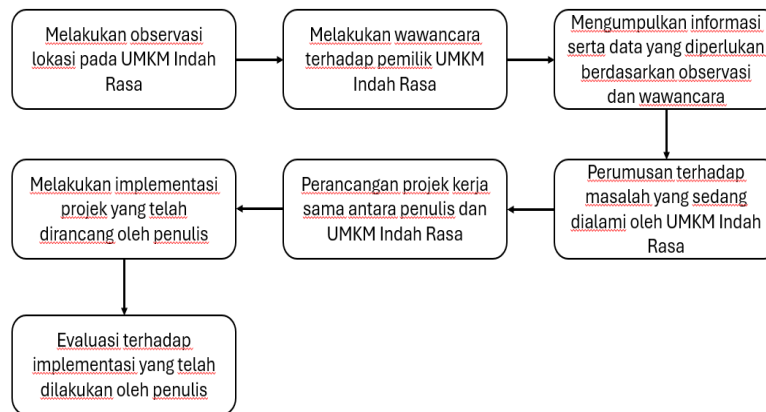 Melakukan observasi
lokasi pada UMKM Indah
Rasa
Melakukan wawancara
terhadap pemilik UMKM
Indah Rasa
Mengumpulkan informasi
serta data yang diperlukan
berdasarkan observasi
dan wawancara
Perumusan terhadap
masalah yang sedang
dialami oleh UMKM Indah
Rasa
Perancangan projek kerja
sama antara penulis dan
UMKM Indah Rasa
Melakukan implementasi
projek yang telah
dirancang oleh penulis
Evaluasi terhadap
implementasi yang telah
dilakukan oleh penulis